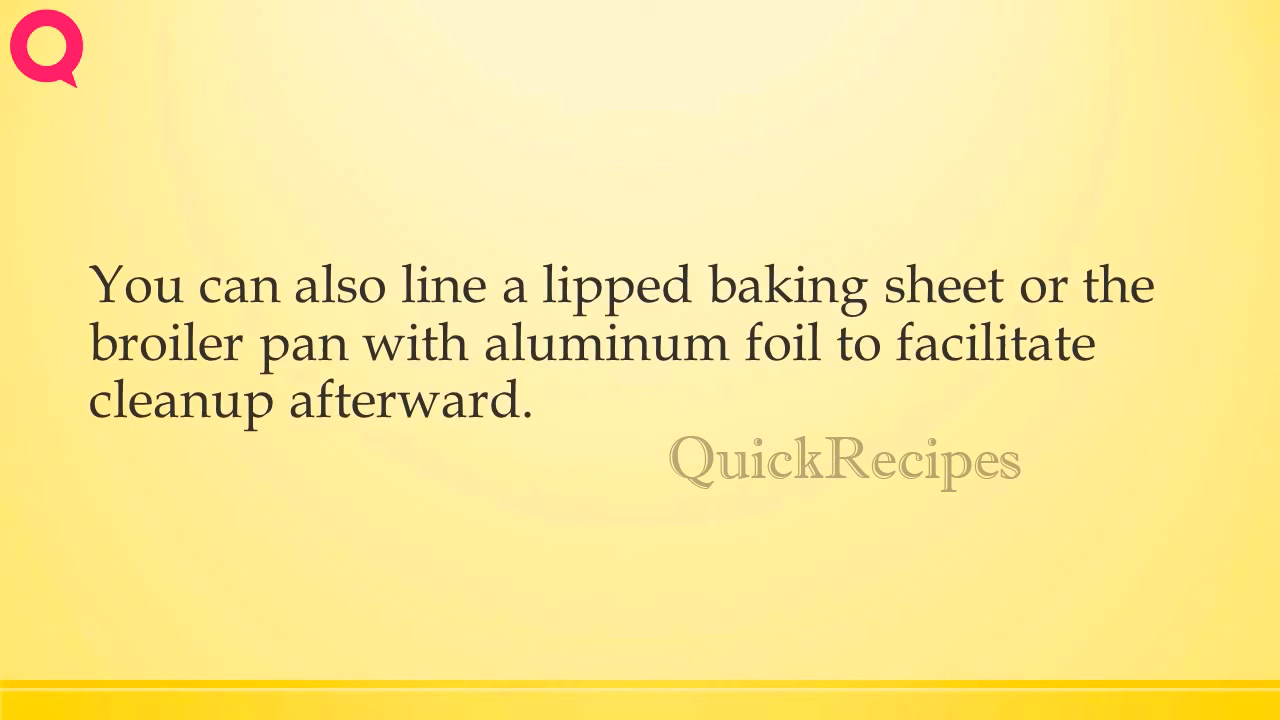 You can also line a lipped baking sheet or the
broiler pan with aluminum foil to facilitate
cleanup afterward.
QuickRecipes